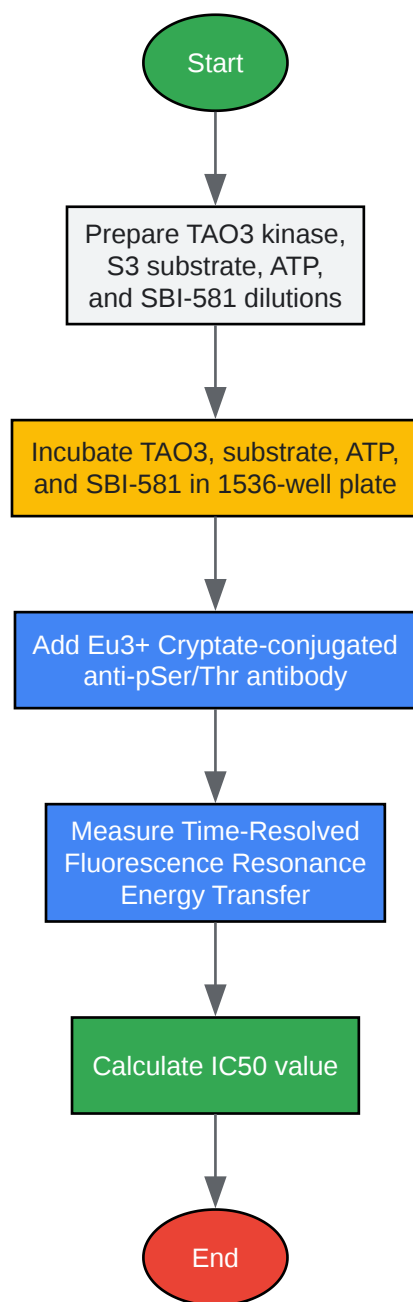 Start
Prepare TAO3 kinase,
S3 substrate, ATP,
and SBI-581 dilutions
Incubate TAO3, substrate, ATP,
and SBI-581 in 1536-well plate
Add Eu3+ Cryptate-conjugated
anti-pSer/Thr antibody
Measure Time-Resolved
Fluorescence Resonance
Energy Transfer
Calculate IC50 value
End